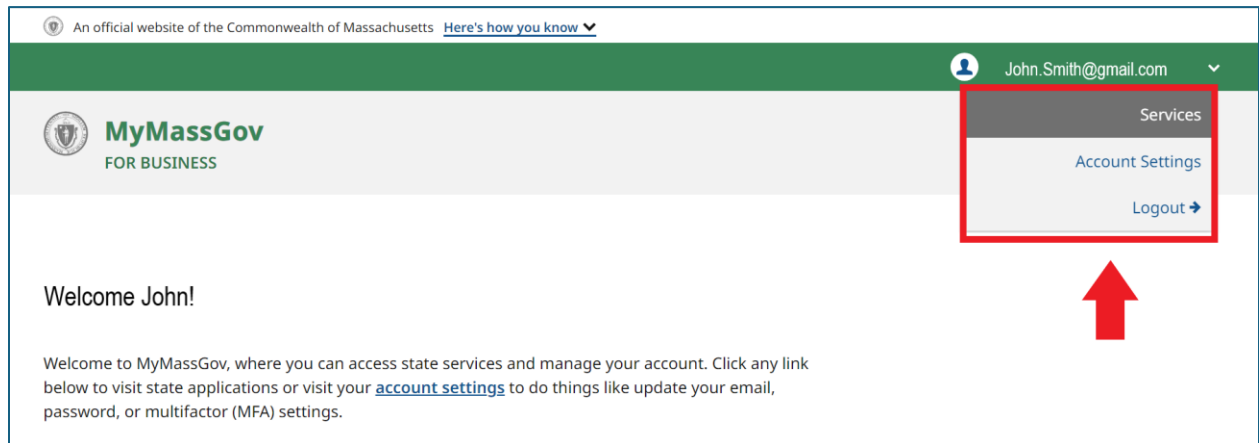 An official website of the Commonwealth of Massachusetts Here's how you know
John.Smith@gmail.com
Services
MyMassGov
FOR BUSINESS
Account Settings
Logout
Welcome John!
Welcome to MyMassGov, where you can access state services and manage your account. Click any link
below to visit state applications or visit your account settings to do things like update your email,
password, or multifactor (MFA) settings.